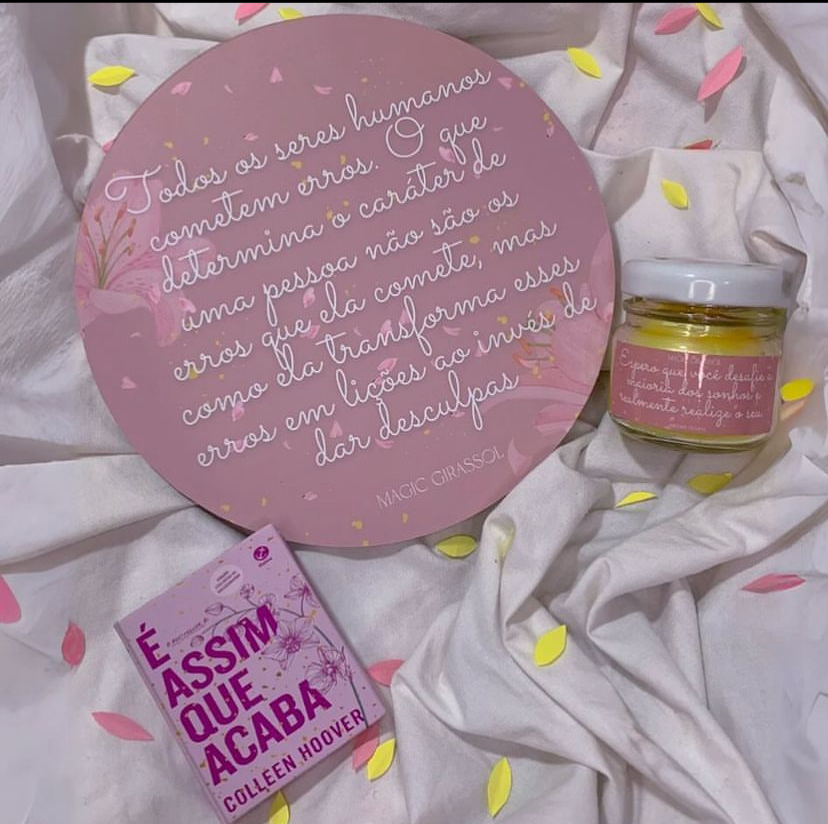 Todos os seres humanos
cometem erros. O que
determina o caráter de
uma pessoa não são os
erros que ela comete, mas
como ela transforma esses
erros em lições ao invés de
dar desculpas
MAGIC GIRASSOL
Espero que você desafie a
maioria dos sonhos e
realmente realize o seu.
É
ASSIM
QUE
ACABA
COLLEEN HOOVER